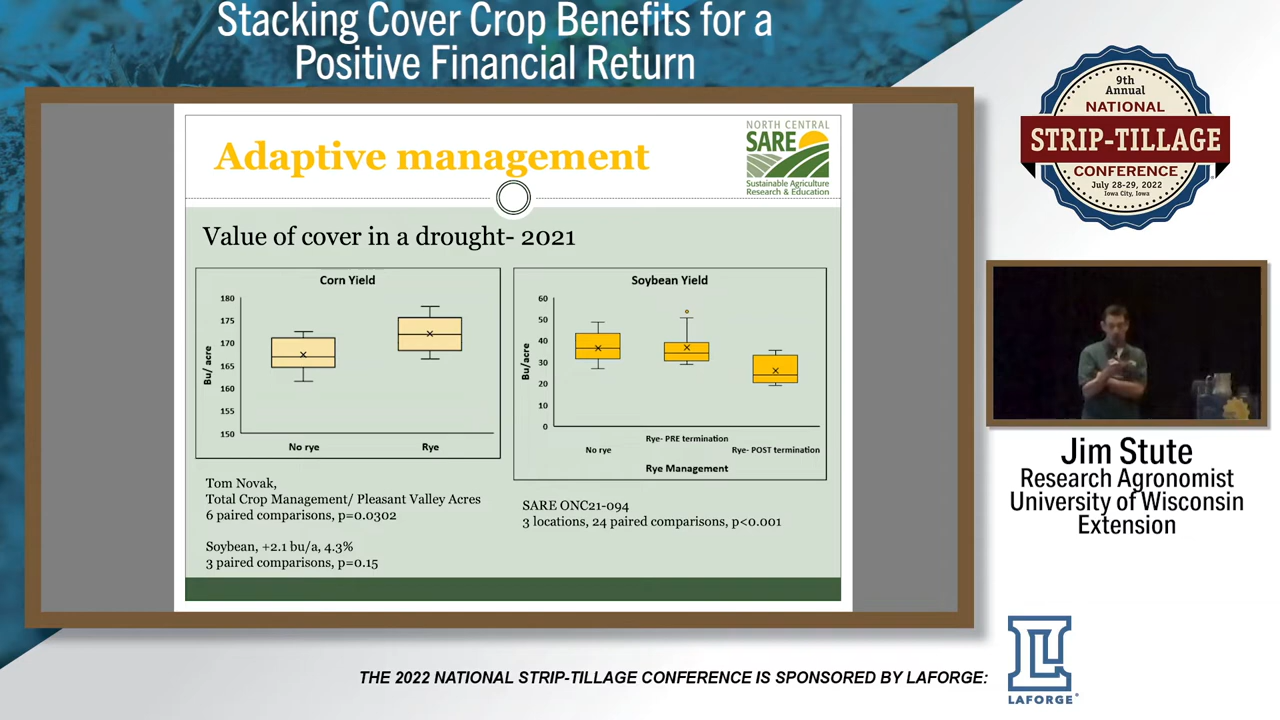 Stacking Cover Crop Benefits for a
Positive Financial Return
9th
Annual
NATIONAL
STRIP-TILLAGE
CONFERENCE
July 28-29, 2022
Iowa City, Iowa
Adaptive management
NORTH CENTRAL
SARE
Sustainable Agriculture
Research & Education
Value of cover in a drought- 2021
Corn Yield
Bu/ acre
180
175
170
165
160
155
150
No rye
Rye
Soybean Yield
Bu/acre
60
50
40
30
20
10
0
No rye
Rye- PRE termination
Rye- POST termination
Rye Management
Tom Novak,
Total Crop Management/ Pleasant Valley Acres
6 paired comparisons, p=0.0302
Soybean, +2.1 bu/a, 4.3%
3 paired comparisons, p=0.15
SARE ONC21-094
3 locations, 24 paired comparisons, p<0.001
Jim Stute
Research Agronomist
University of Wisconsin
Extension
THE 2022 NATIONAL STRIP-TILLAGE CONFERENCE IS SPONSORED BY LAFORGE:
LAFORGE®